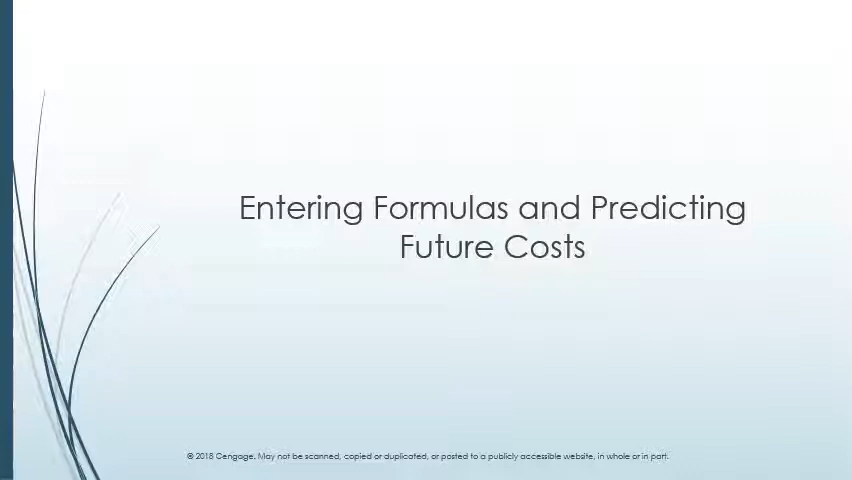 Entering Formulas and Predicting
Future Costs
© 2018 Cengage. May not be scanned, copied or duplicated, or posted to a publicly accessible website, in whole or in part.